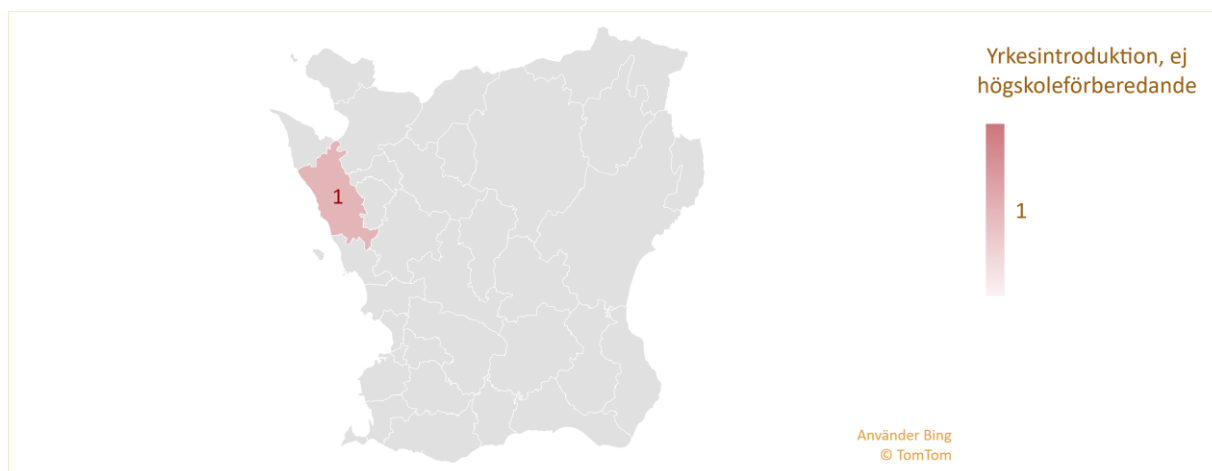 Yrkesintroduktion, ej
högskoleförberedande
1
1
Använder Bing
© TomTom